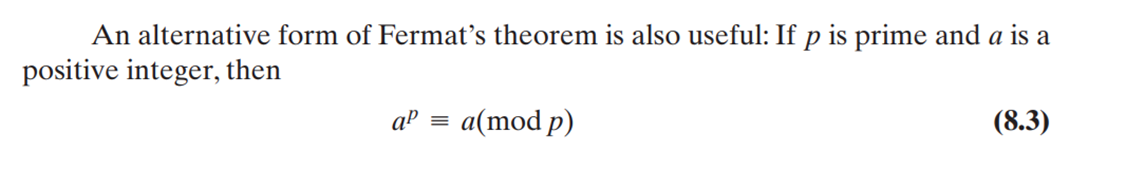 An alternative form of Fermat’s theorem is also useful: If p is prime and a is a
positive integer, then
aᵖ ≡ a(mod p) (8.3)